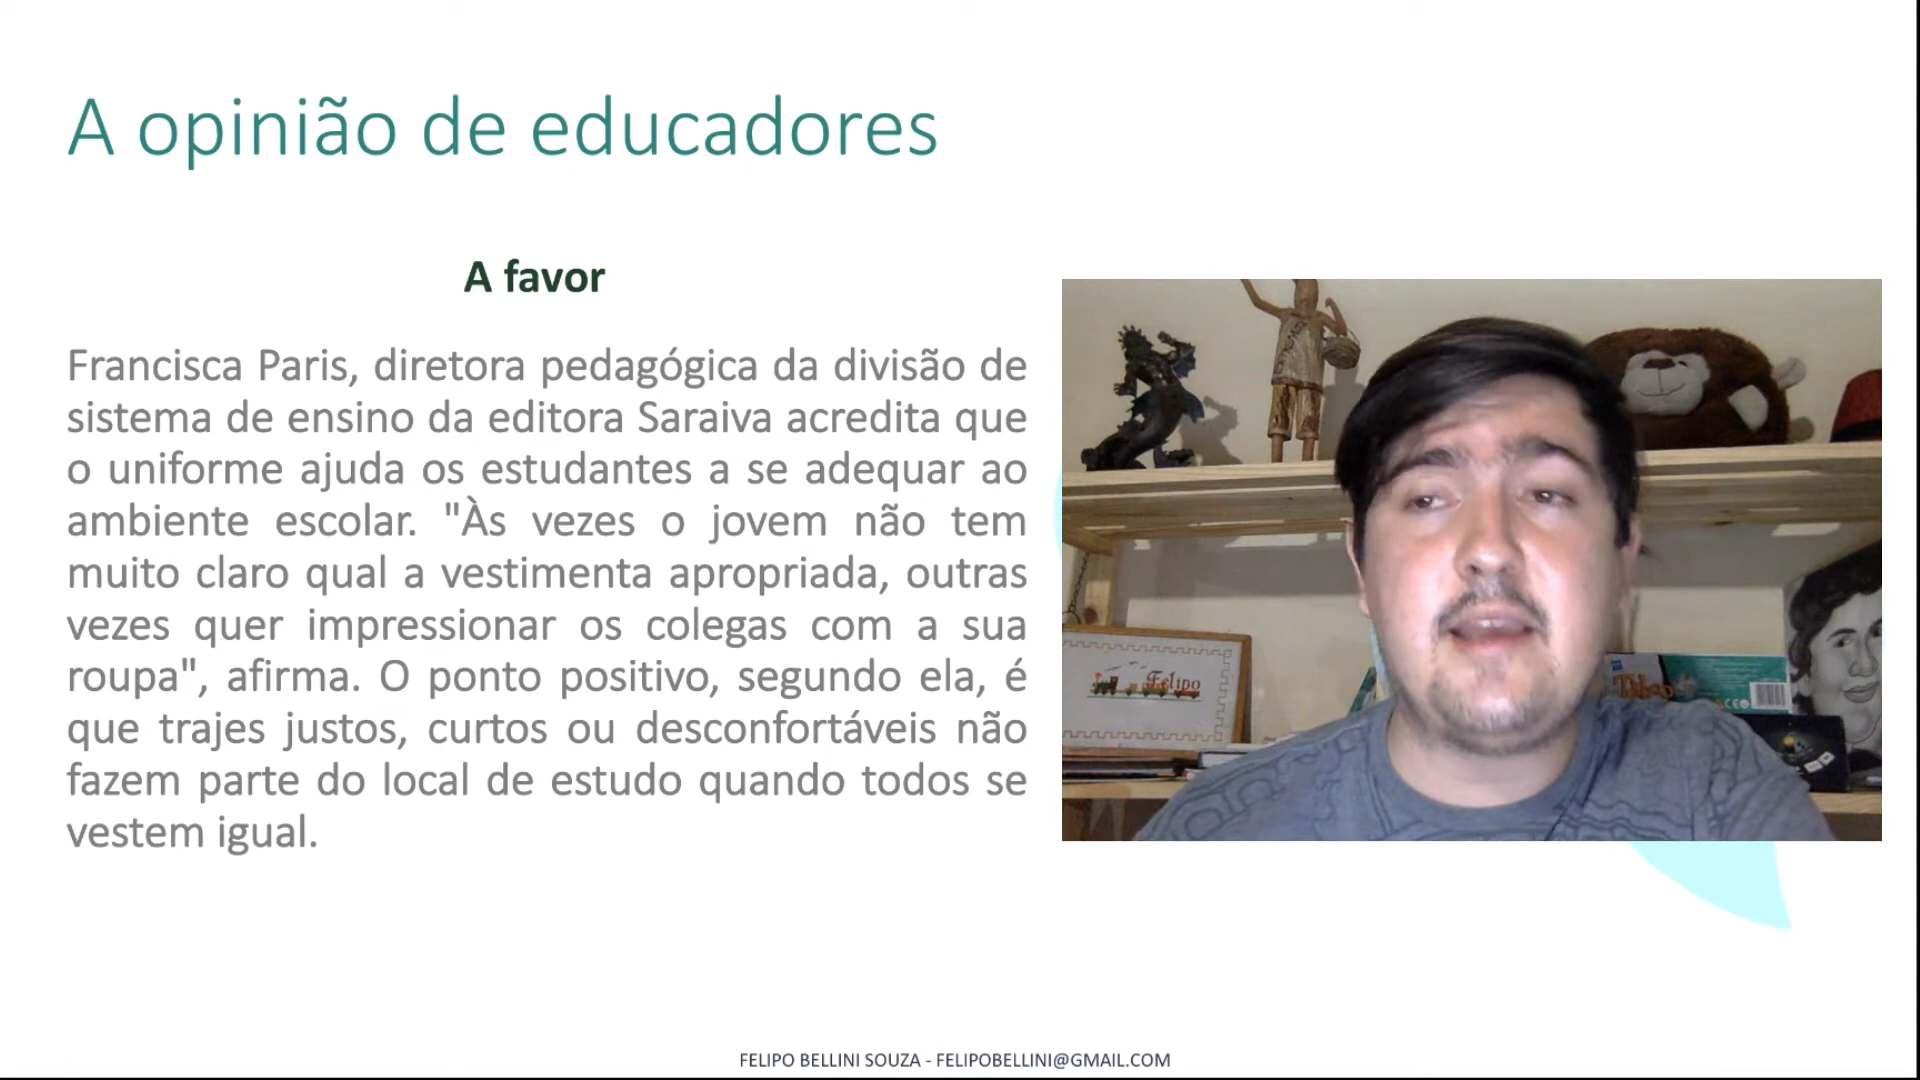 A opinião de educadores
A favor
Francisca Paris, diretora pedagógica da divisão de
sistema de ensino da editora Saraiva acredita que
o uniforme ajuda os estudantes a se adequar ao
ambiente escolar. "Às vezes o jovem não tem
muito claro qual a vestimenta apropriada, outras
vezes quer impressionar os colegas com a sua
roupa", afirma. O ponto positivo, segundo ela, é
que trajes justos, curtos ou desconfortáveis não
fazem parte do local de estudo quando todos se
vestem igual.
Felipo
FELIPO BELLINI SOUZA - FELIPOBELLINI@GMAIL.COM